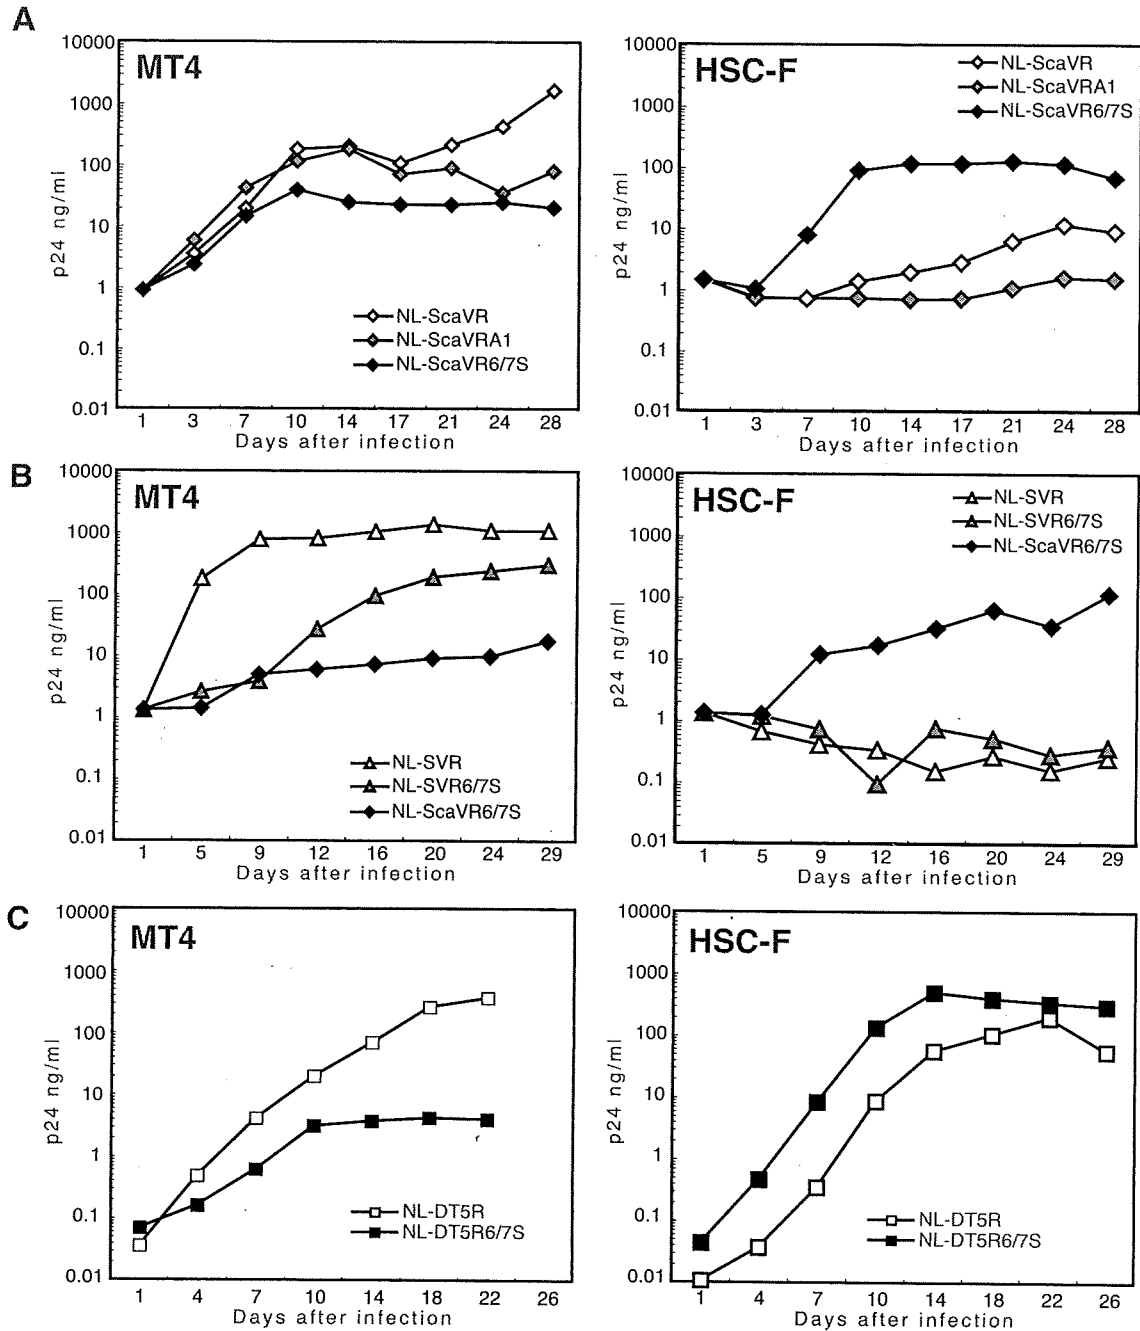 A
MT4
10000
1000
100
10
1
0.1
0.01
p24 ng/ml
NL-ScaVR
NL-ScaVRA1
NL-ScaVR6/7S
1 3 7 10 14 17 21 24 28
Days after infection
HSC-F
10000
1000
100
10
1
0.1
0.01
p24 ng/ml
NL-ScaVR
NL-ScaVRA1
NL-ScaVR6/7S
1 3 7 10 14 17 21 24 28
Days after infection
B
MT4
10000
1000
100
10
1
0.1
0.01
p24 ng/ml
NL-SVR
NL-SVR6/7S
NL-ScaVR6/7S
1 5 9 12 16 20 24 29
Days after infection
HSC-F
10000
1000
100
10
1
0.1
0.01
p24 ng/ml
NL-SVR
NL-SVR6/7S
NL-ScaVR6/7S
1 5 9 12 16 20 24 29
Days after infection
C
MT4
10000
1000
100
10
1
0.1
0.01
p24 ng/ml
NL-DT5R
NL-DT5R6/7S
1 4 7 10 14 18 22 26
Days after infection
HSC-F
10000
1000
100
10
1
0.1
0.01
p24 ng/ml
NL-DT5R
NL-DT5R6/7S
1 4 7 10 14 18 22 26
Days after infection